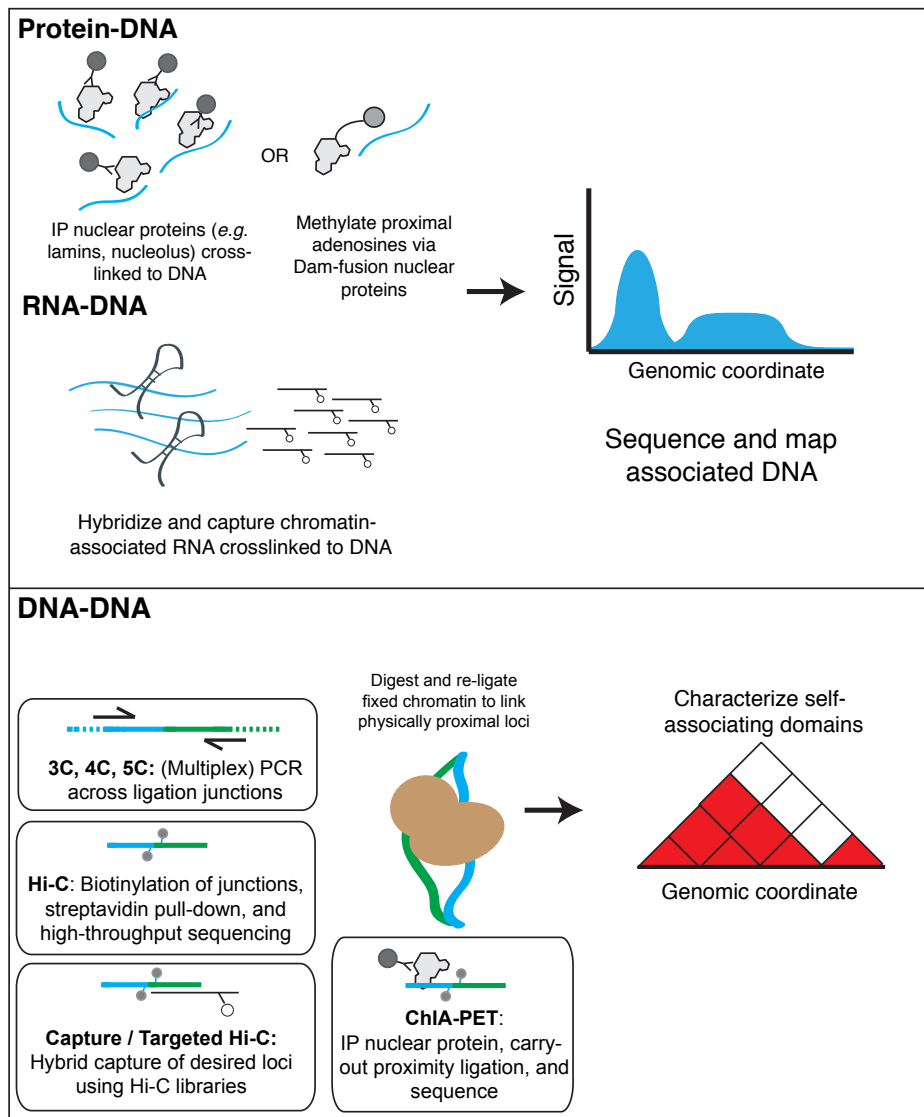 Protein-DNA
OR
IP nuclear proteins (e.g.
lamins, nucleolus) cross-
linked to DNA
Methylate proximal
adenosines via
Dam-fusion nuclear
proteins
Signal
Genomic coordinate
Sequence and map
associated DNA
RNA-DNA
Hybridize and capture chromatin-
associated RNA crosslinked to DNA
DNA-DNA
3C, 4C, 5C: (Multiplex) PCR
across ligation junctions
Hi-C: Biotinylation of junctions,
streptavidin pull-down, and
high-throughput sequencing
Capture / Targeted Hi-C:
Hybrid capture of desired loci
using Hi-C libraries
Digest and re-ligate
fixed chromatin to link
physically proximal loci
ChIA-PET:
IP nuclear protein, carry-
out proximity ligation, and
sequence
Characterize self-
associating domains
Genomic coordinate